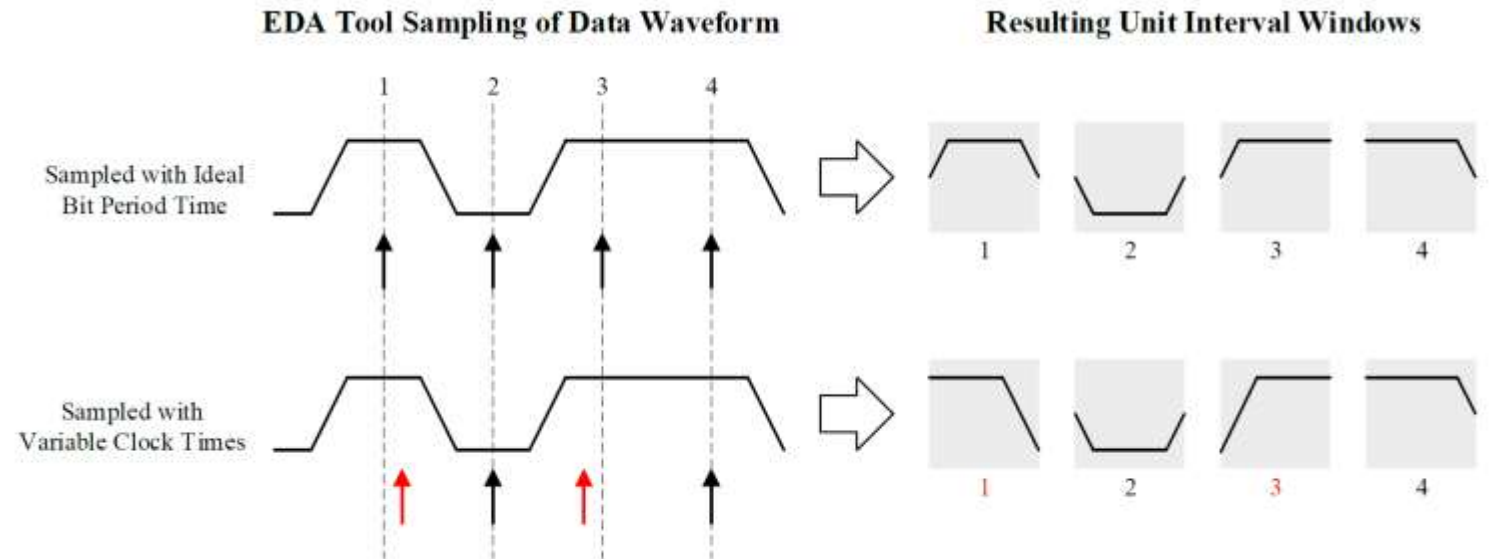 EDA Tool Sampling of Data Waveform
Resulting Unit Interval Windows
1 2 3 4
Sampled with Ideal
Bit Period Time
1 2 3 4
Sampled with
Variable Clock Times
1 2 3 4